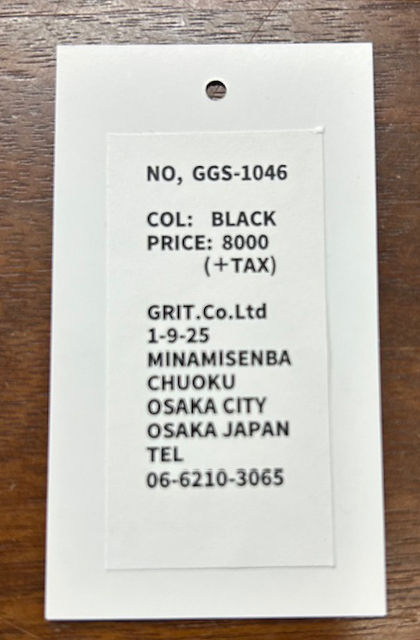 NO, GGS-1046
COL: BLACK
PRICE: 8000
(+TAX)
GRIT.Co.Ltd
1-9-25
MINAMISENBA
CHUOKU
OSAKA CITY
OSAKA JAPAN
TEL
06-6210-3065